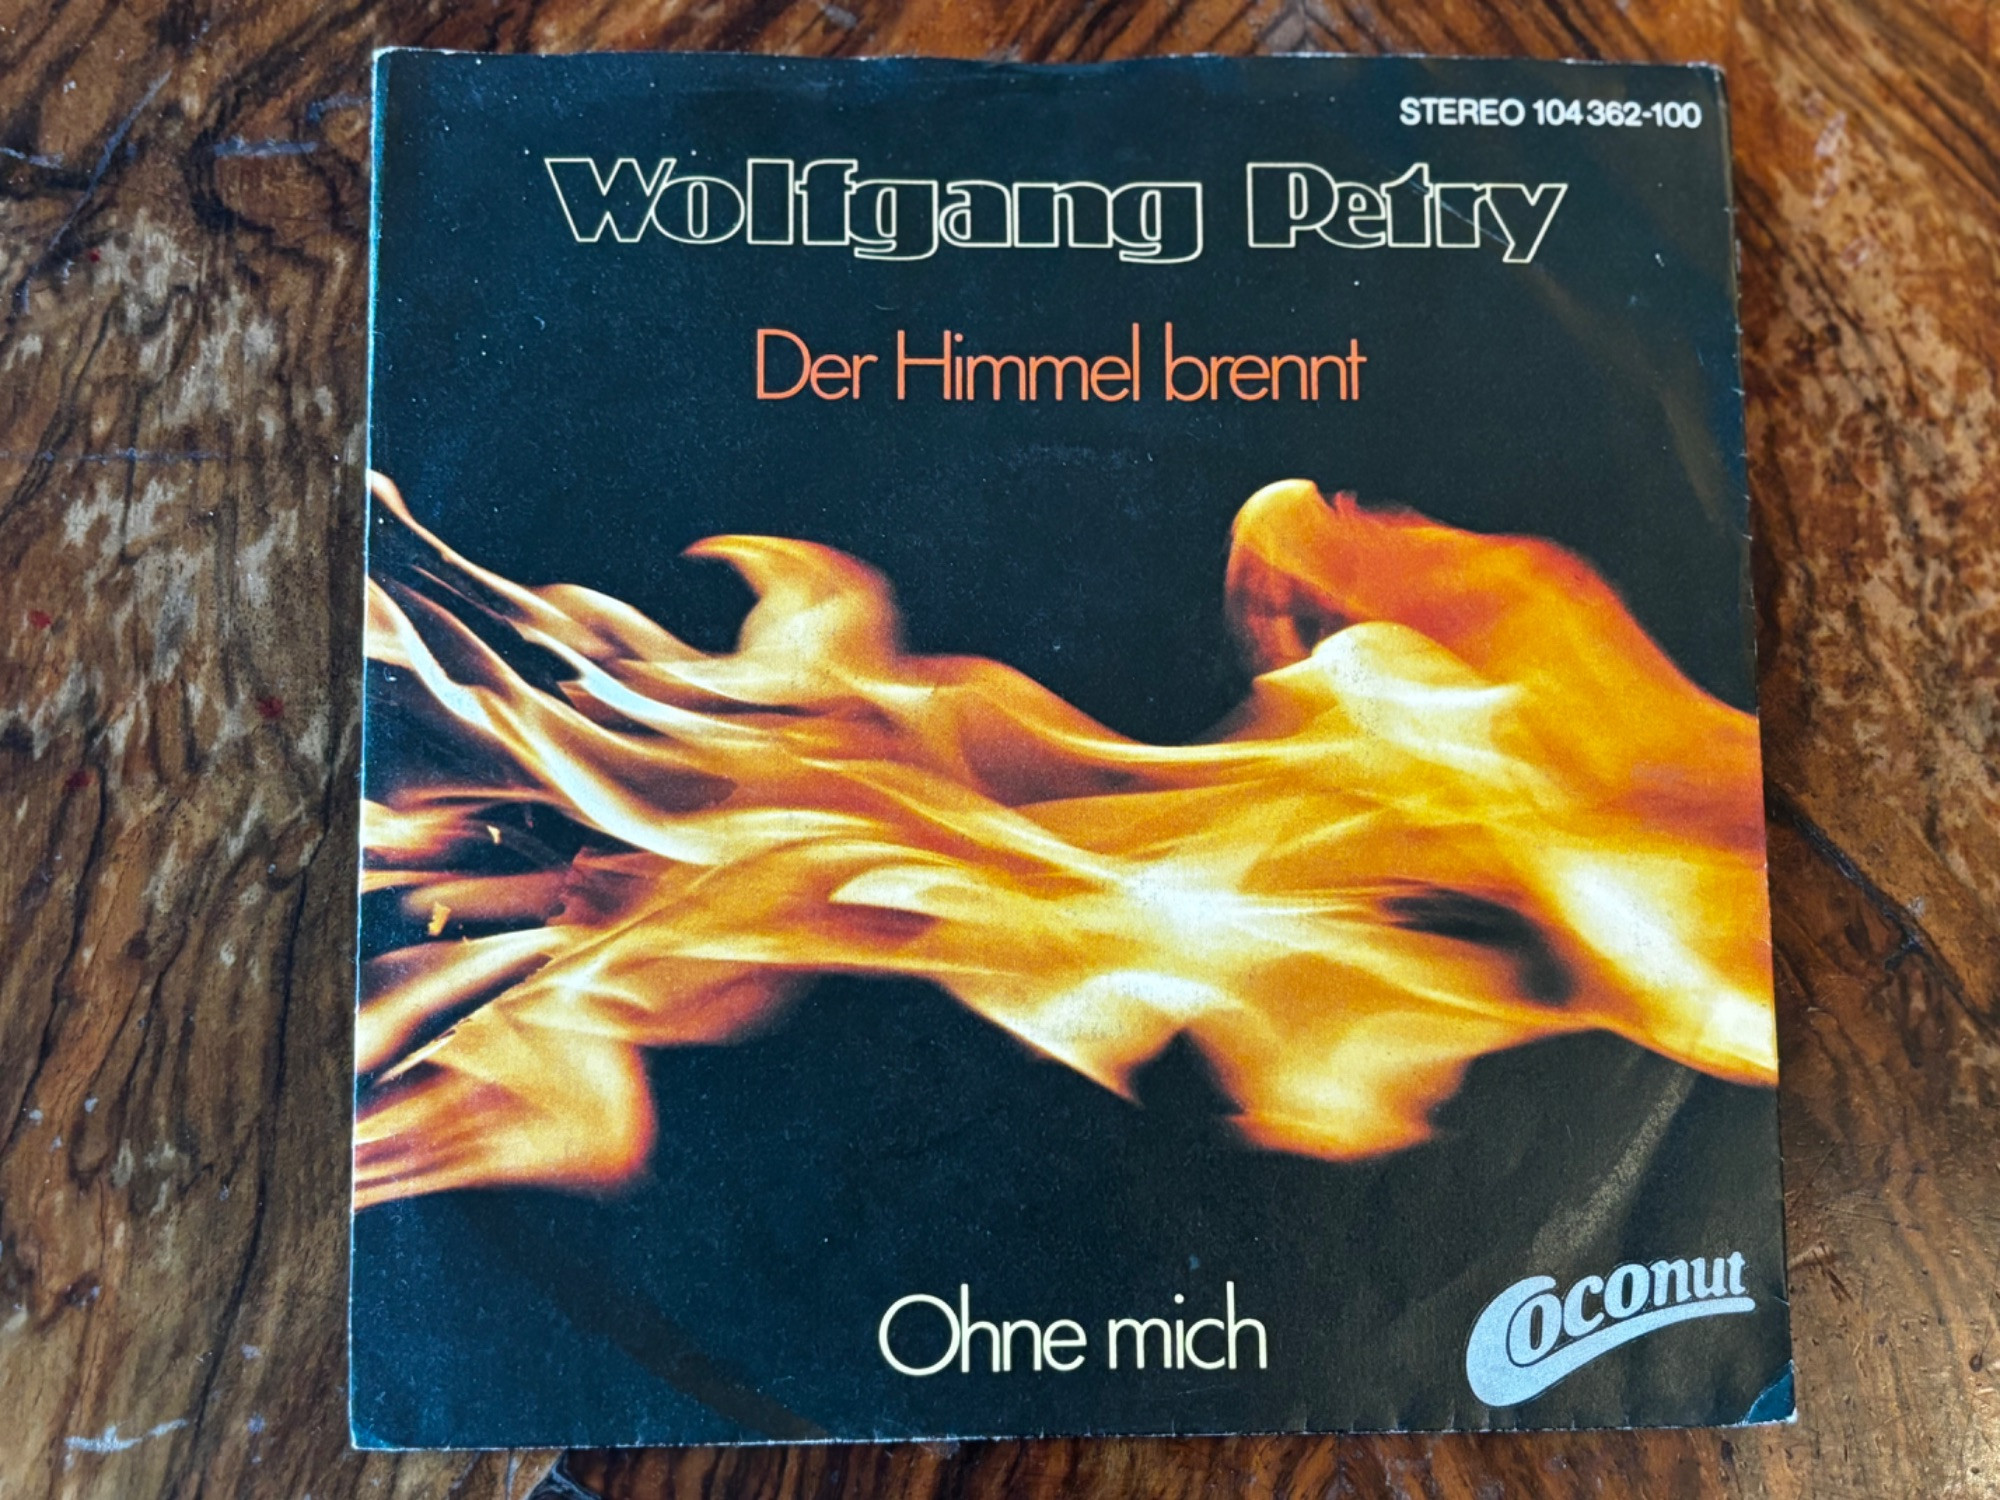 STEREO 104 362-100
Wolfgang Petry
Der Himmel brennt
Ohne mich
Coconut